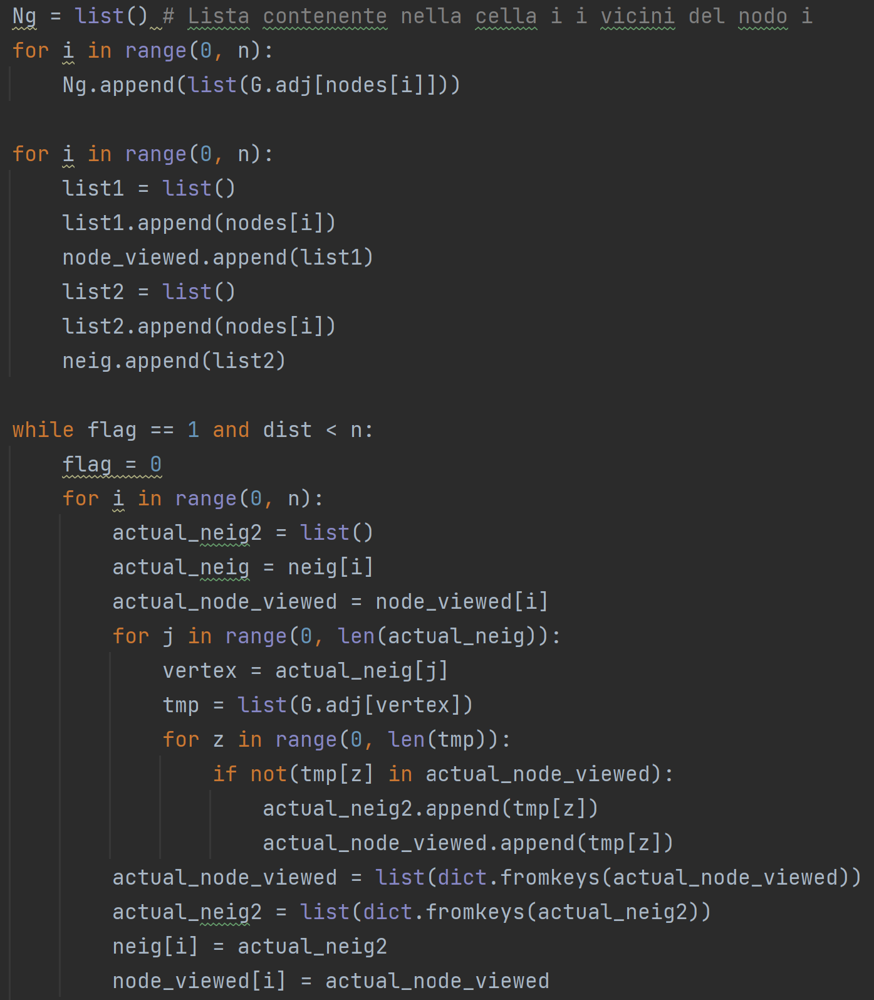 Ng = list() # Lista contenente nella cella i i vicini del nodo i
for i in range(0, n):
    Ng.append(list(G.adj[nodes[i]]))

for i in range(0, n):
    list1 = list()
    list1.append(nodes[i])
    node_viewed.append(list1)
    list2 = list()
    list2.append(nodes[i])
    neig.append(list2)

while flag == 1 and dist < n:
    flag = 0
    for i in range(0, n):
        actual_neig2 = list()
        actual_neig = neig[i]
        actual_node_viewed = node_viewed[i]
        for j in range(0, len(actual_neig)):
            vertex = actual_neig[j]
            tmp = list(G.adj[vertex])
            for z in range(0, len(tmp)):
                if not(tmp[z] in actual_node_viewed):
                    actual_neig2.append(tmp[z])
                    actual_node_viewed.append(tmp[z])
        actual_node_viewed = list(dict.fromkeys(actual_node_viewed))
        actual_neig2 = list(dict.fromkeys(actual_neig2))
        neig[i] = actual_neig2
        node_viewed[i] = actual_node_viewed